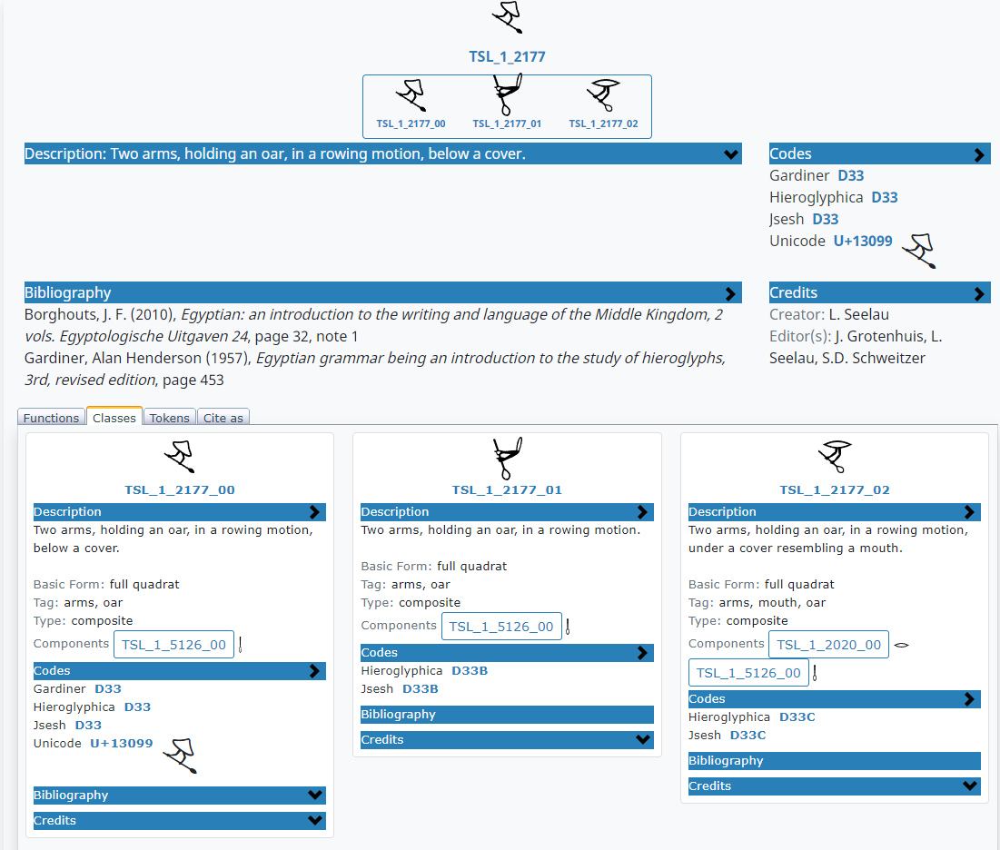 TSL_1_2177
TSL_1_2177_00 TSL_1_2177_01 TSL_1_2177_02
Description: Two arms, holding an oar, in a rowing motion, below a cover.
Codes
Gardiner D33
Hieroglyphica D33
Jsesh D33
Unicode U+13099
Bibliography
Borghouts, J. F. (2010), Egyptian: an introduction to the writing and language of the Middle Kingdom, 2
vols. Egyptologische Uitgaven 24, page 32, note 1
Gardiner, Alan Henderson (1957), Egyptian grammar being an introduction to the study of hieroglyphs,
3rd, revised edition, page 453
Credits
Creator: L. Seelau
Editor(s): J. Grotenhuis, L.
Seelau, S.D. Schweitzer
Functions Classes Tokens Cite as
TSL_1_2177_00
Description
Two arms, holding an oar, in a rowing motion,
below a cover.
Basic Form: full quadrat
Tag: arms, oar
Type: composite
Components TSL_1_5126_00
Codes
Gardiner D33
Hieroglyphica D33
Jsesh D33
Unicode U+13099
Bibliography
Credits
TSL_1_2177_01
Description
Two arms, holding an oar, in a rowing motion.
Basic Form: full quadrat
Tag: arms, oar
Type: composite
Components TSL_1_5126_00
Codes
Hieroglyphica D33B
Jsesh D33B
Bibliography
Credits
TSL_1_2177_02
Description
Two arms, holding an oar, in a rowing motion,
under a cover resembling a mouth.
Basic Form: full quadrat
Tag: arms, mouth, oar
Type: composite
Components TSL_1_2020_00
TSL_1_5126_00
Codes
Hieroglyphica D33C
Jsesh D33C
Bibliography
Credits